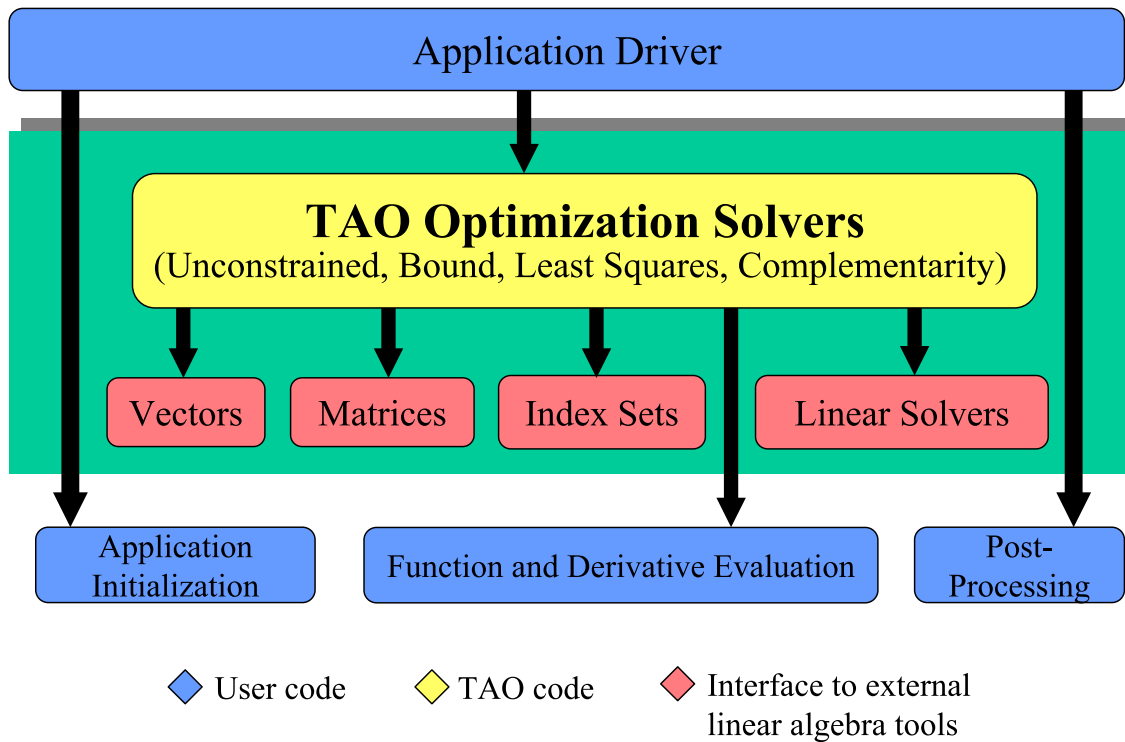 Application Driver
TAO Optimization Solvers
(Unconstrained, Bound, Least Squares, Complementarity)
Vectors
Matrices
Index Sets
Linear Solvers
Application
Initialization
Function and Derivative Evaluation
Post-
Processing
User code
TAO code
Interface to external
linear algebra tools